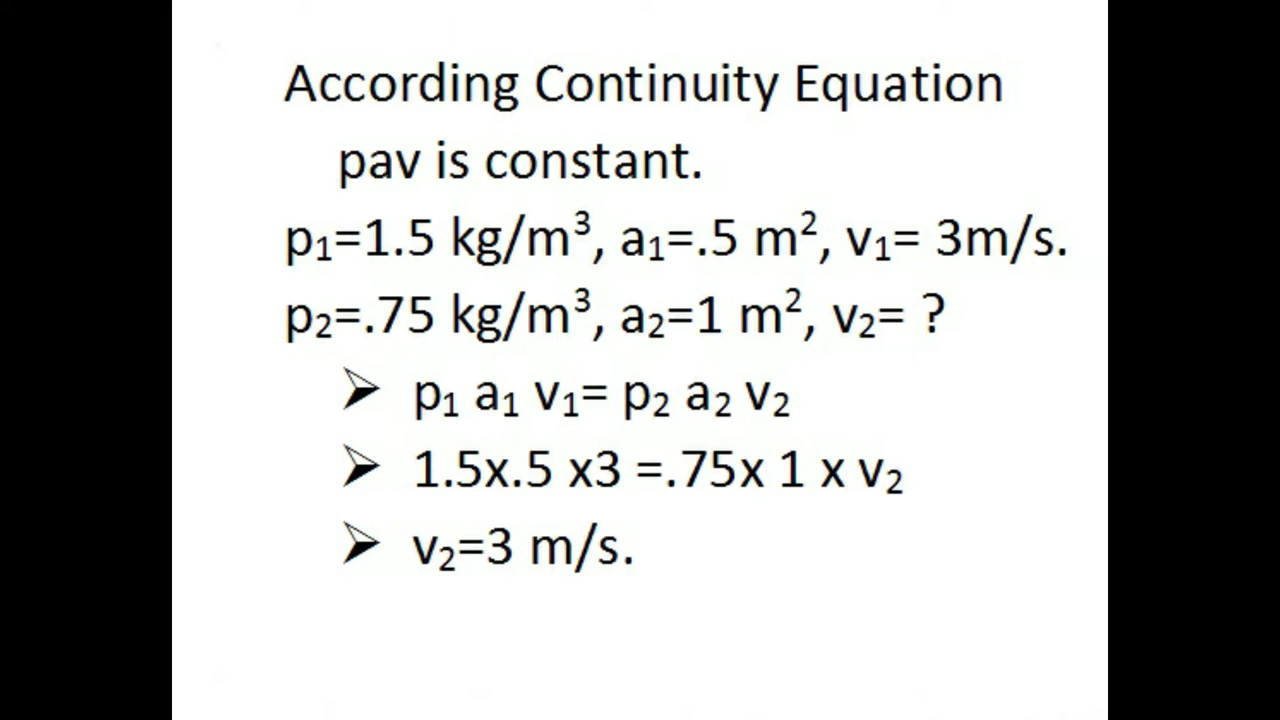 According Continuity Equation
pav is constant.
p₁=1.5 kg/m³, a₁=.5 m², v₁= 3m/s.
p₂=.75 kg/m³, a₂=1 m², v₂= ?
➢ p₁ a₁ v₁= p₂ a₂ v₂
➢ 1.5x.5 x3 =.75x 1 x v₂
➢ v₂=3 m/s.